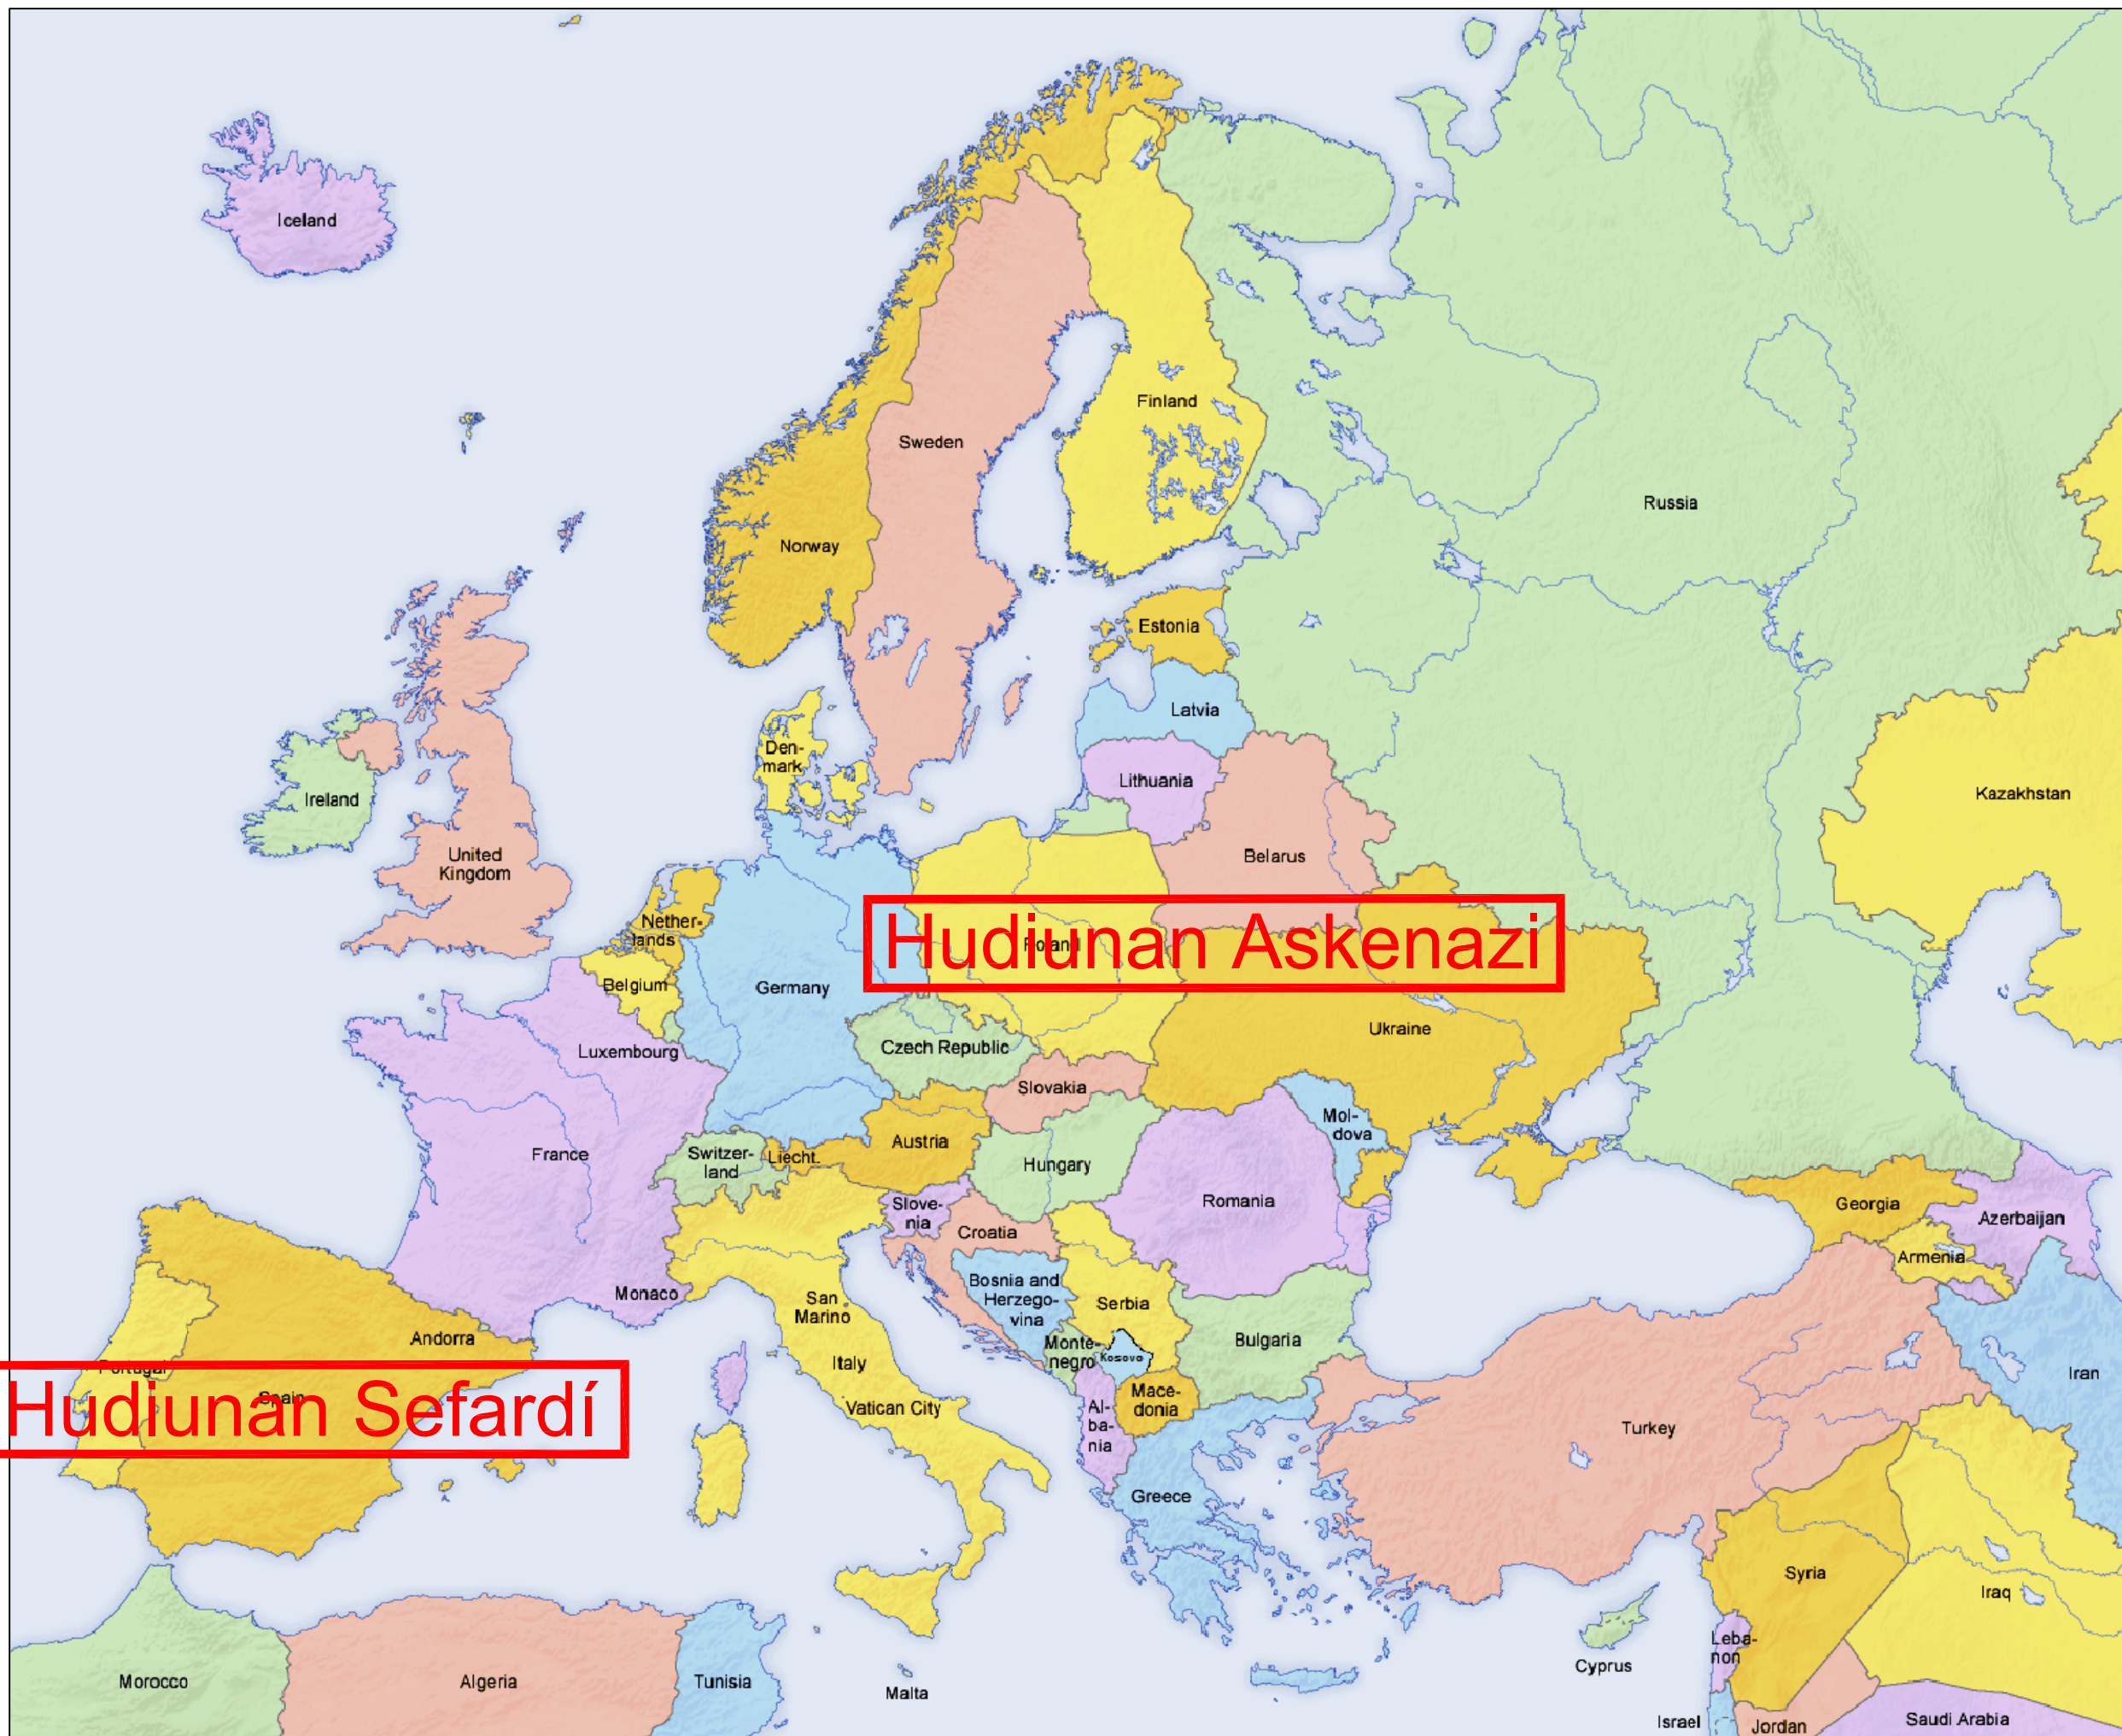 Iceland
Finland
Sweden
Russia
Norway
Estonia
Latvia
Den-
mark
Lithuania
Ireland
Kazakhstan
United
Kingdom
Belarus
Nether-
lands
Hudiunan Askenazi
Poland
Belgium
Germany
Ukraine
Luxembourg
Czech Republic
Slovakia
Mol-
dova
Austria
France
Switzer-
land
Liecht.
Hungary
Romania
Slove-
nia
Croatia
Georgia
Azerbaijan
Armenia
Bosnia and
Herzego-
vina
Monaco
San
Marino
Serbia
Andorra
Bulgaria
Monte-
negro
Kosovo
Italy
Portugal
Spain
Hudiunan Sefardí
Iran
Mace-
donia
Vatican City
Al-
ba-
nia
Turkey
Greece
Syria
Iraq
Leba-
non
Cyprus
Morocco
Algeria
Tunisia
Malta
Israel
Jordan
Saudi Arabia